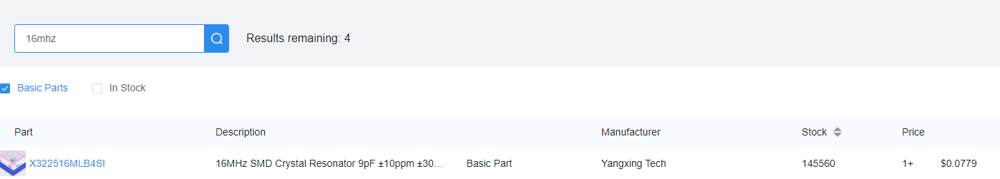 16mhz
Results remaining: 4
Basic Parts In Stock
Part Description Manufacturer Stock Price
X322516MLB4SI 16MHz SMD Crystal Resonator 9pF ±10ppm ±30… Basic Part Yangxing Tech 145560 1+ $0.0779